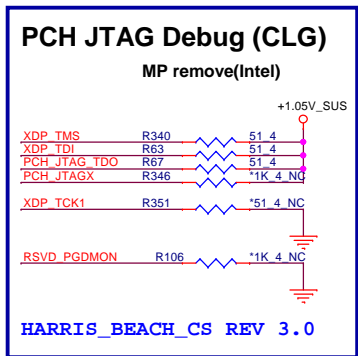 PCH JTAG Debug (CLG)
MP remove(Intel)
+1.05V_SUS
XDP_TMS R340 51_4
XDP_TDI R63 51_4
PCH_JTAG_TDO R67 51_4
PCH_JTAGX R346 *1K_4_NC
XDP_TCK1 R351 *51_4_NC
RSVD_PGDMON R106 *1K_4_NC
HARRIS_BEACH_CS REV 3.0